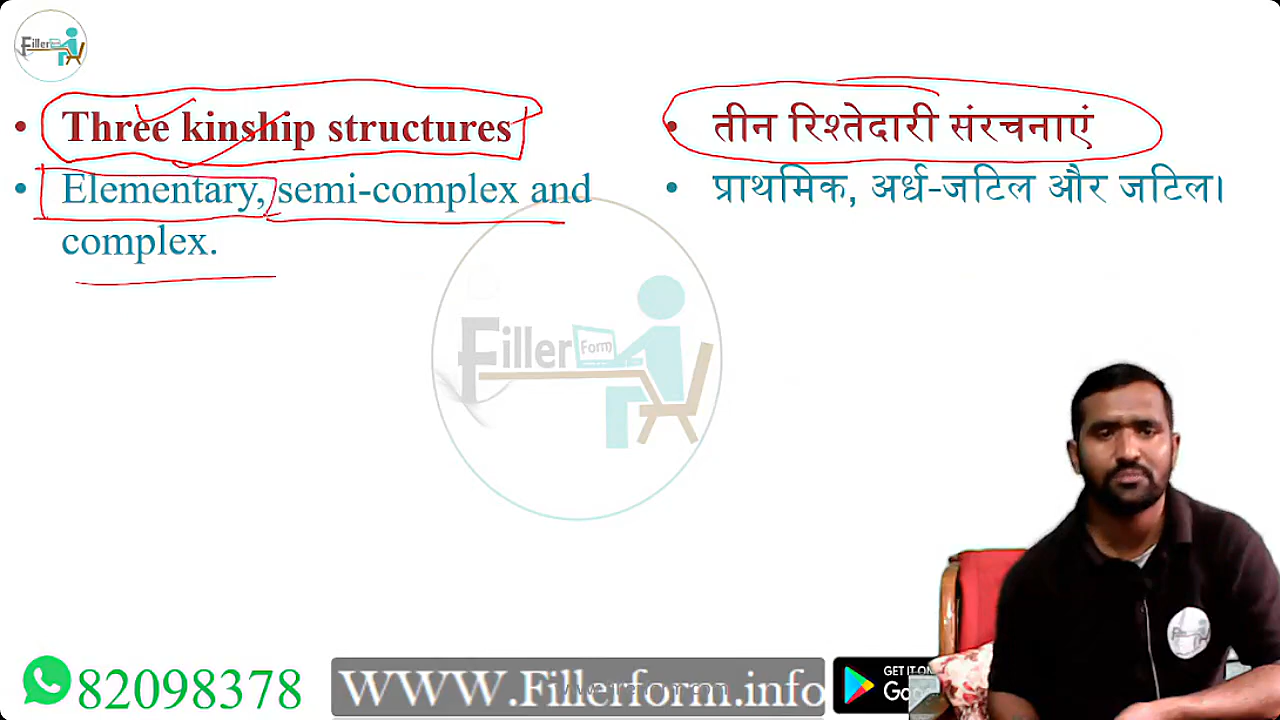 Filler
• Three kinship structures
• Elementary, semi-complex and
complex.
• तीन रिश्तेदारी संरचनाएं
• प्राथमिक, अर्ध-जटिल और जटिल।
Filler Form
82098378
WWW.Fillerform.info
GET IT ON